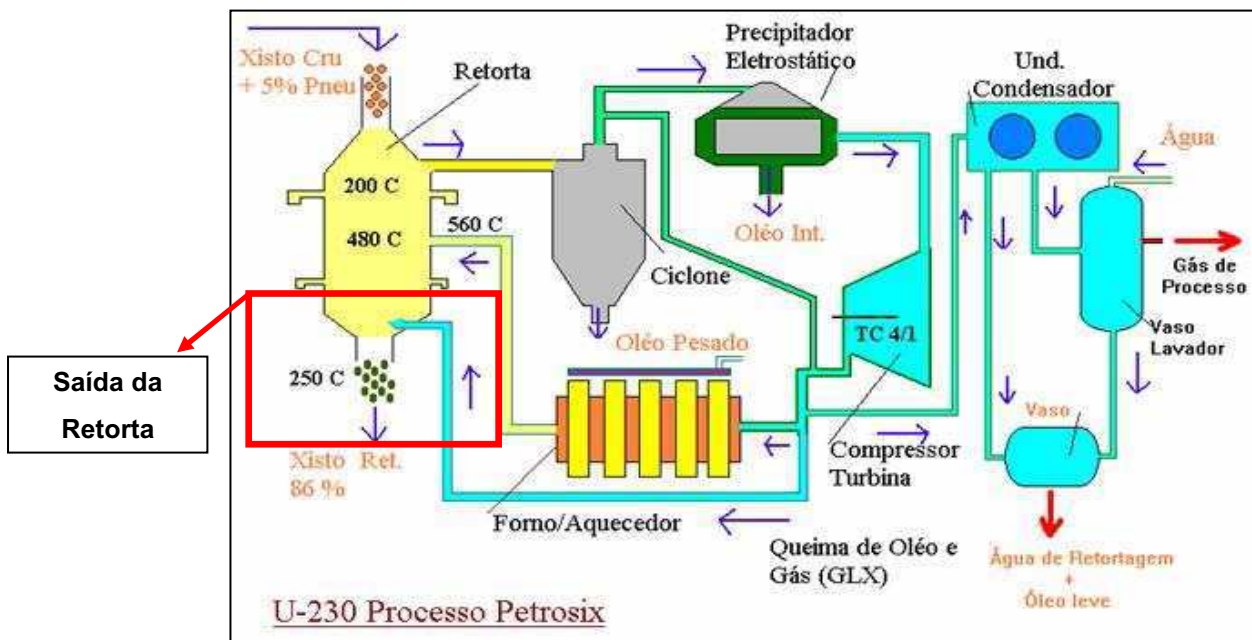 Xisto Cru
+ 5% Pneu
Retorta
Precipitador
Eletrostático
Und.
Condensador
Água
200 C
560 C
480 C
Ciclone
Oléo Int.
Gás de
Processo
Vaso
Lavador
TC 4/1
Oléo Pesado
Saída da
Retorta
250 C
Vaso
Xisto Ret.
86 %
Compressor
Turbina
Forno/Aquecedor
Queima de Oléo e
Gás (GLX)
Água de Retortagem
+
Óleo leve
U-230 Processo Petrosix